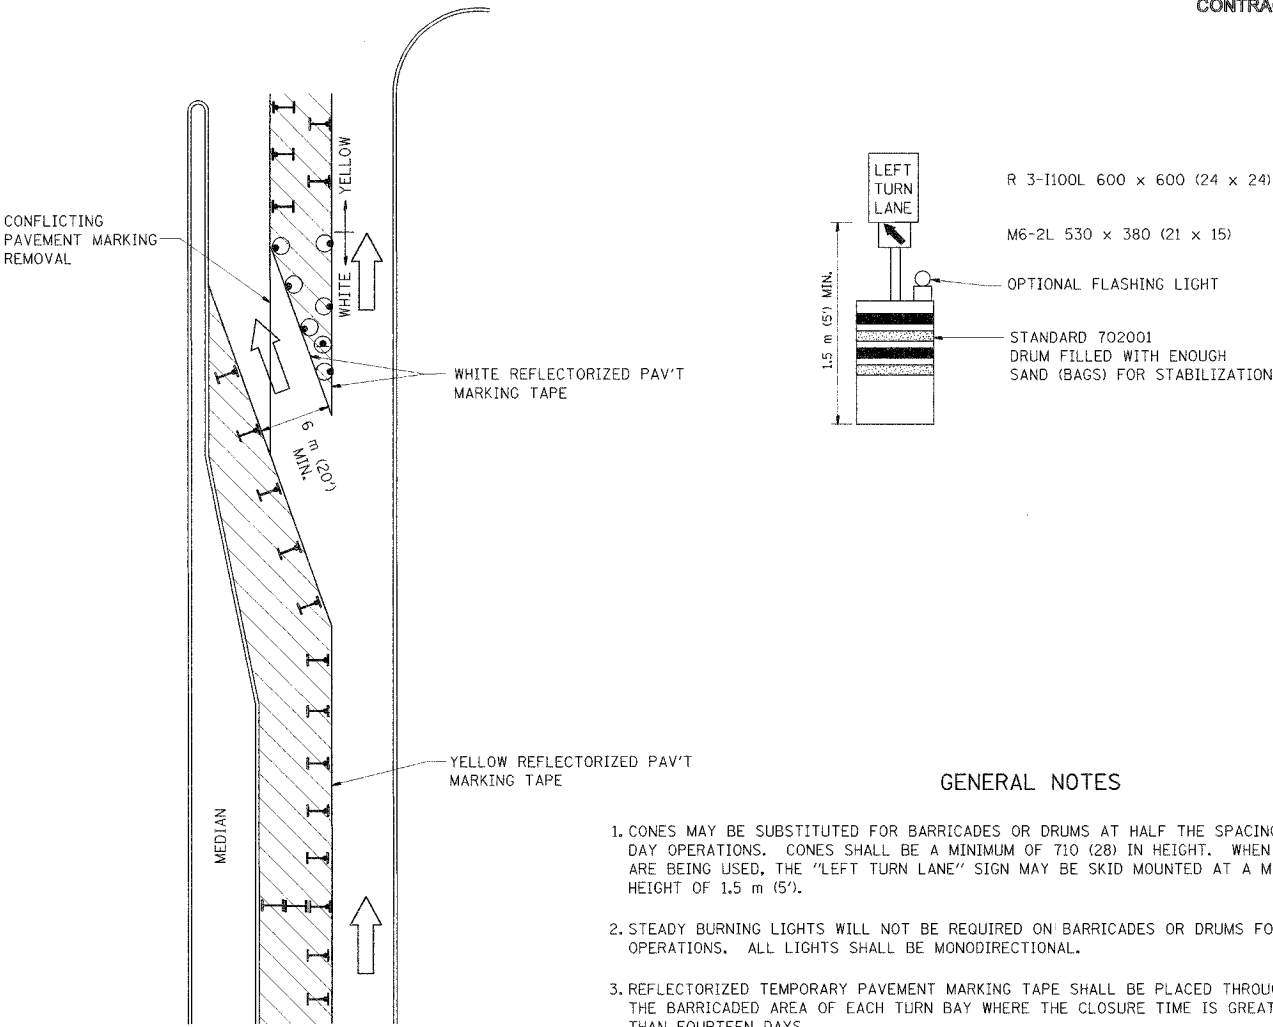 CONTRA
CONFLICTING
PAVEMENT MARKING
REMOVAL
YELLOW
WHITE
WHITE REFLECTORIZED PAV'T
MARKING TAPE
6 m (20')
MIN.
YELLOW REFLECTORIZED PAV'T
MARKING TAPE
MEDIAN
LEFT
TURN
LANE
R 3-I100L 600 x 600 (24 x 24)
M6-2L 530 x 380 (21 x 15)
OPTIONAL FLASHING LIGHT
1.5 m (5') MIN.
STANDARD 702001
DRUM FILLED WITH ENOUGH
SAND (BAGS) FOR STABILIZATION
GENERAL NOTES
1. CONES MAY BE SUBSTITUTED FOR BARRICADES OR DRUMS AT HALF THE SPACING
DAY OPERATIONS. CONES SHALL BE A MINIMUM OF 710 (28) IN HEIGHT. WHEN
ARE BEING USED, THE "LEFT TURN LANE" SIGN MAY BE SKID MOUNTED AT A M
HEIGHT OF 1.5 m (5').
2. STEADY BURNING LIGHTS WILL NOT BE REQUIRED ON BARRICADES OR DRUMS FO
OPERATIONS. ALL LIGHTS SHALL BE MONODIRECTIONAL.
3. REFLECTORIZED TEMPORARY PAVEMENT MARKING TAPE SHALL BE PLACED THROU
THE BARRICADED AREA OF EACH TURN BAY WHERE THE CLOSURE TIME IS GREAT
THAN FOURTEEN DAYS